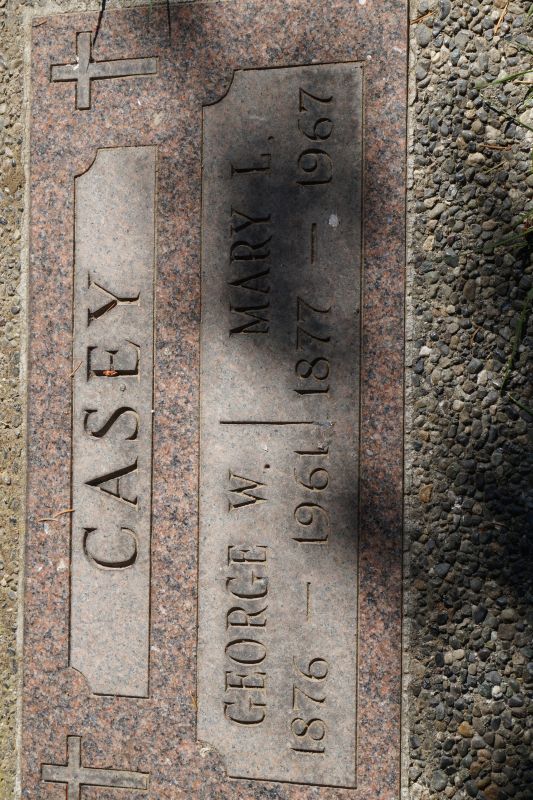 CASEY
GEORGE W. MARY L.
1876 — 1961 1877 — 1967